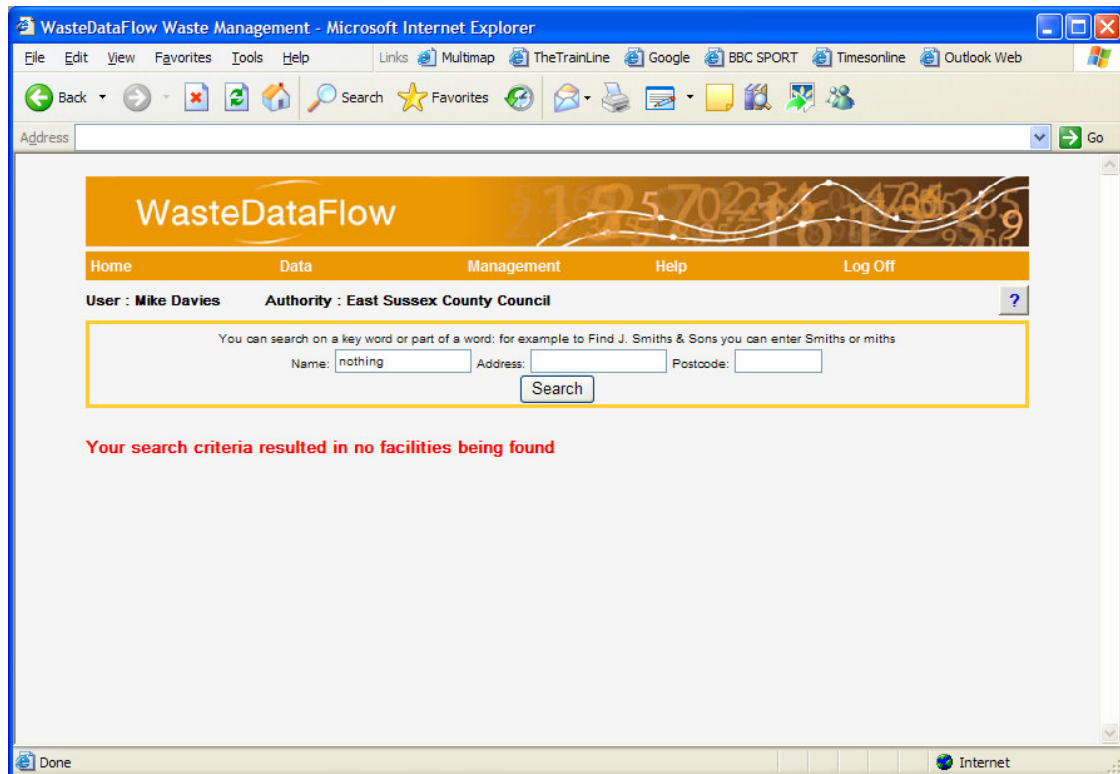 WasteDataFlow Waste Management - Microsoft Internet Explorer
File Edit View Favorites Tools Help Links Multimap TheTrainLine Google BBC SPORT Timesonline Outlook Web
Back Search Favorites
Address Go
WasteDataFlow
Home Data Management Help Log Off
User : Mike Davies Authority : East Sussex County Council ?
You can search on a key word or part of a word: for example to Find J. Smiths & Sons you can enter Smiths or miths
Name: nothing Address: Postcode:
Search
Your search criteria resulted in no facilities being found
Done Internet